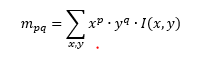 m_{pq} = \sum_{x,y} x^p \cdot y^q \cdot I(x, y)